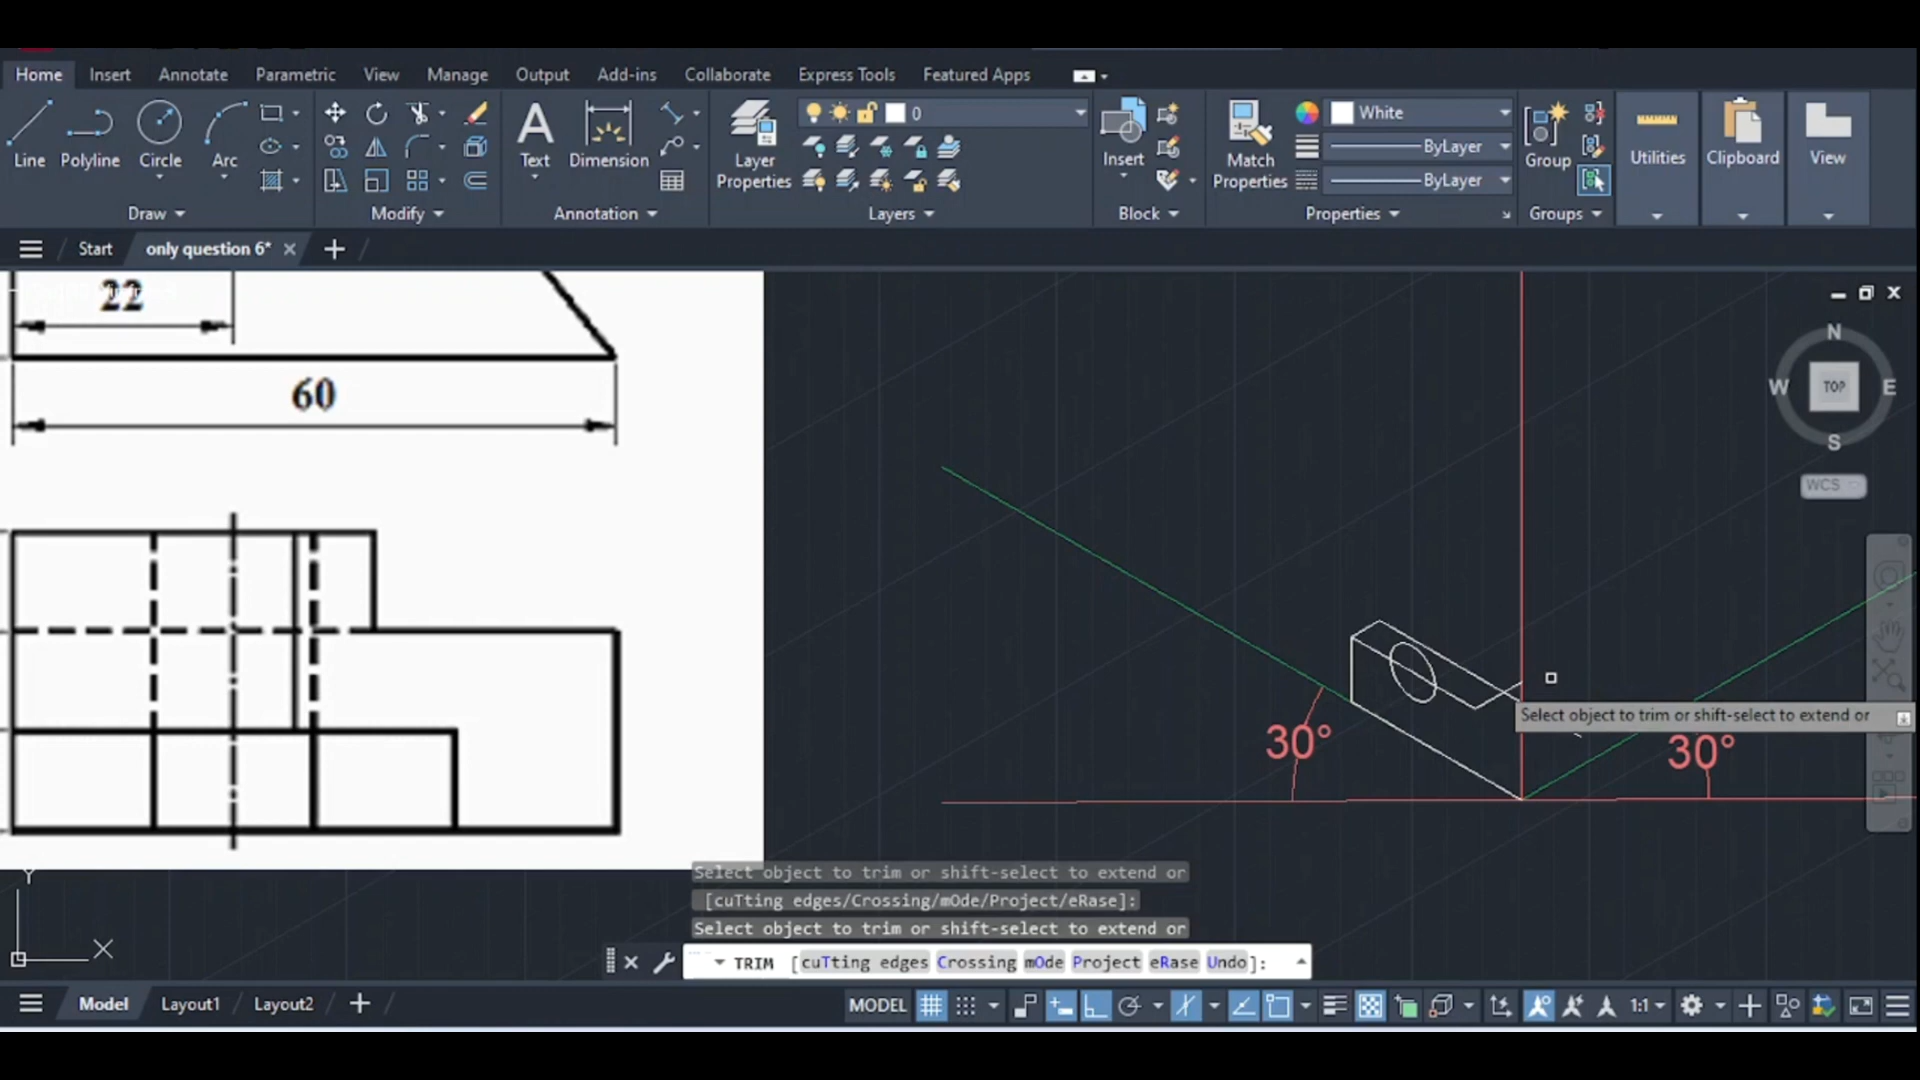 Home Insert Annotate Parametric View Manage Output Add-ins Collaborate Express Tools Featured Apps
0 White
Line Polyline Circle Arc Text Dimension Layer Properties Insert Match Properties ByLayer Group Utilities Clipboard View
ByLayer
Draw Modify Annotation Layers Block Properties Groups
Start only question 6*
22
60
N
W TOP E
S
WCS
Select object to trim or shift-select to extend or
30° 30°
Y
X
Select object to trim or shift-select to extend or
[cuTting edges/Crossing/mOde/Project/eRase]:
Select object to trim or shift-select to extend or
TRIM [cuTting edges Crossing mOde Project eRase Undo]:
Model Layout1 Layout2 MODEL 1:1